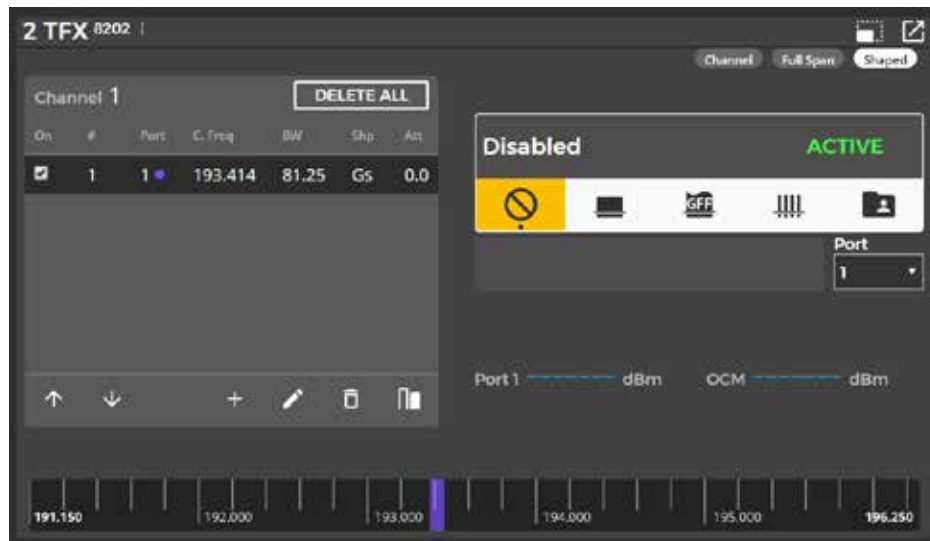 2 TFX 8202
Channel Full Span Shaped
Channel 1 DELETE ALL
On # Port C. Freq BW Shp Att
1 1 193.414 81.25 Gs 0.0
Disabled ACTIVE
GFF
Port
1
Port 1 dBm OCM dBm
191.150 192.000 193.000 194.000 195.000 196.250